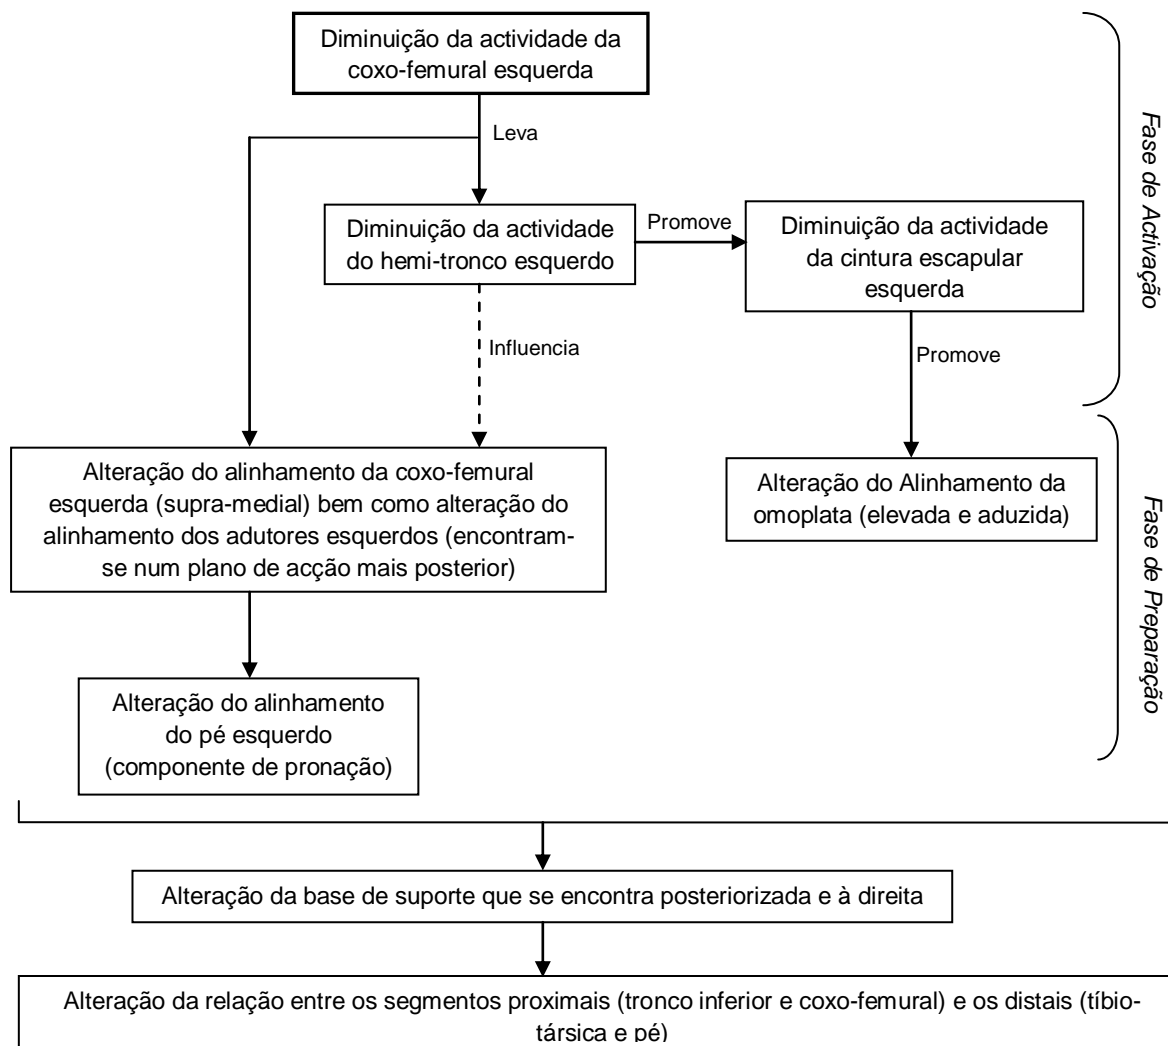 Diminuição da actividade da
coxo-femural esquerda
Leva
Diminuição da actividade
do hemi-tronco esquerdo
Promove
Diminuição da actividade
da cintura escapular
esquerda
Fase de Activação
Influencia
Promove
Alteração do alinhamento da coxo-femural
esquerda (supra-medial) bem como alteração do
alinhamento dos adutores esquerdos (encontram-
se num plano de acção mais posterior)
Alteração do Alinhamento da
omoplata (elevada e aduzida)
Fase de Preparação
Alteração do alinhamento
do pé esquerdo
(componente de pronação)
Alteração da base de suporte que se encontra posteriorizada e à direita
Alteração da relação entre os segmentos proximais (tronco inferior e coxo-femural) e os distais (tíbio-
társica e pé)